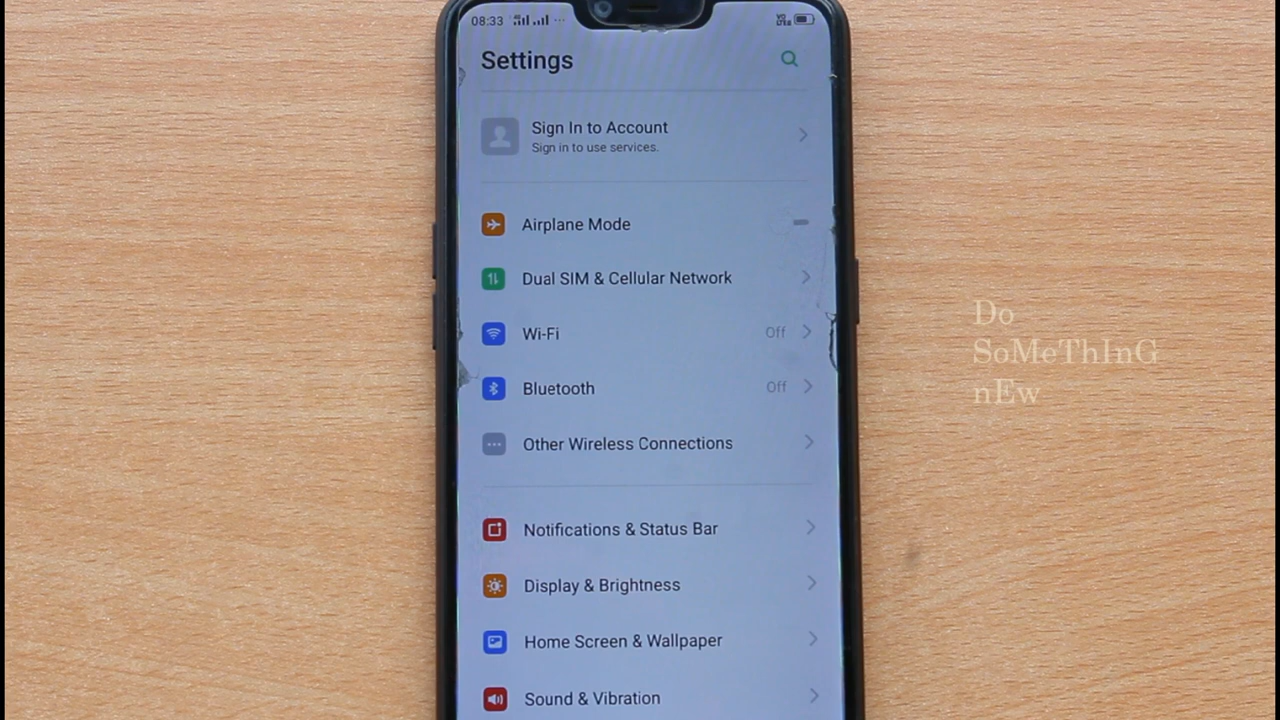 08:33
Settings
Sign In to Account
Sign in to use services.
Airplane Mode
Dual SIM & Cellular Network
Wi-Fi Off
Bluetooth Off
Other Wireless Connections
Notifications & Status Bar
Display & Brightness
Home Screen & Wallpaper
Sound & Vibration
Do
SoMeThInG
nEw